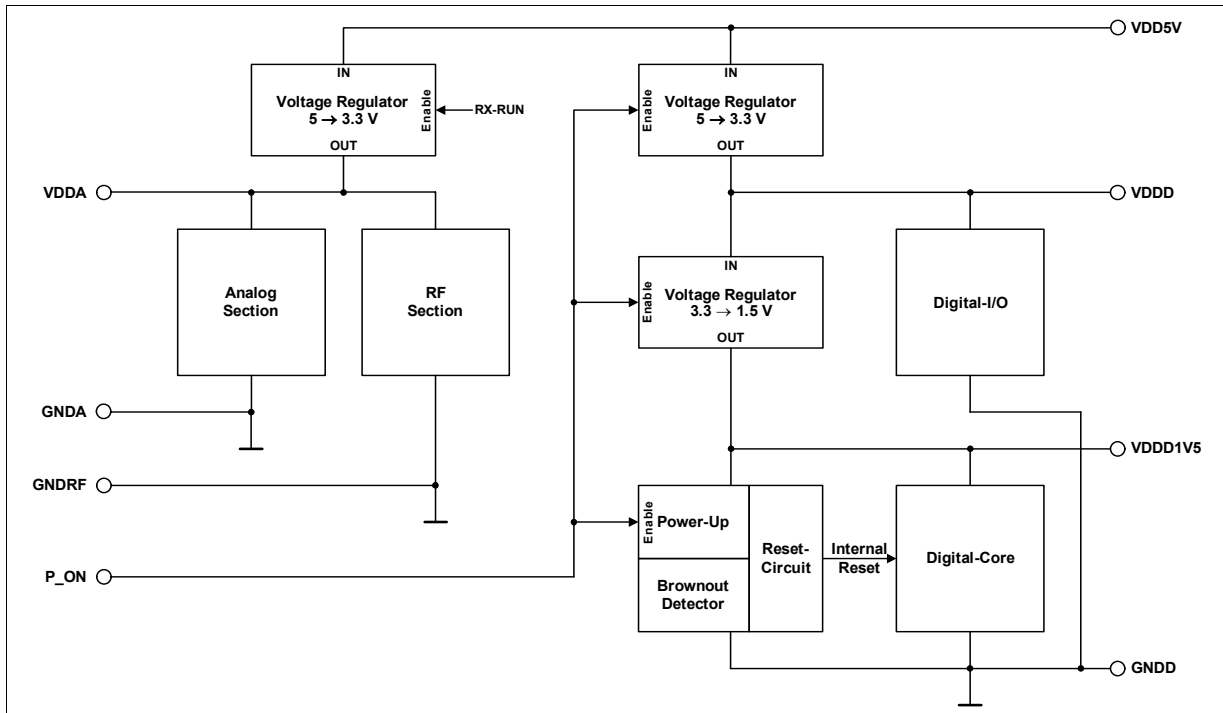 VDD5V
IN
Voltage Regulator
5 → 3.3 V
Enable
RX-RUN
OUT
IN
Enable
Voltage Regulator
5 → 3.3 V
OUT
VDDA
VDDD
Analog
Section
RF
Section
IN
Enable
Voltage Regulator
3.3 → 1.5 V
OUT
Digital-I/O
GNDA
VDDD1V5
GNDRF
Enable
Power-Up
Reset-
Circuit
Internal
Reset
Digital-Core
P_ON
Brownout
Detector
GNDD